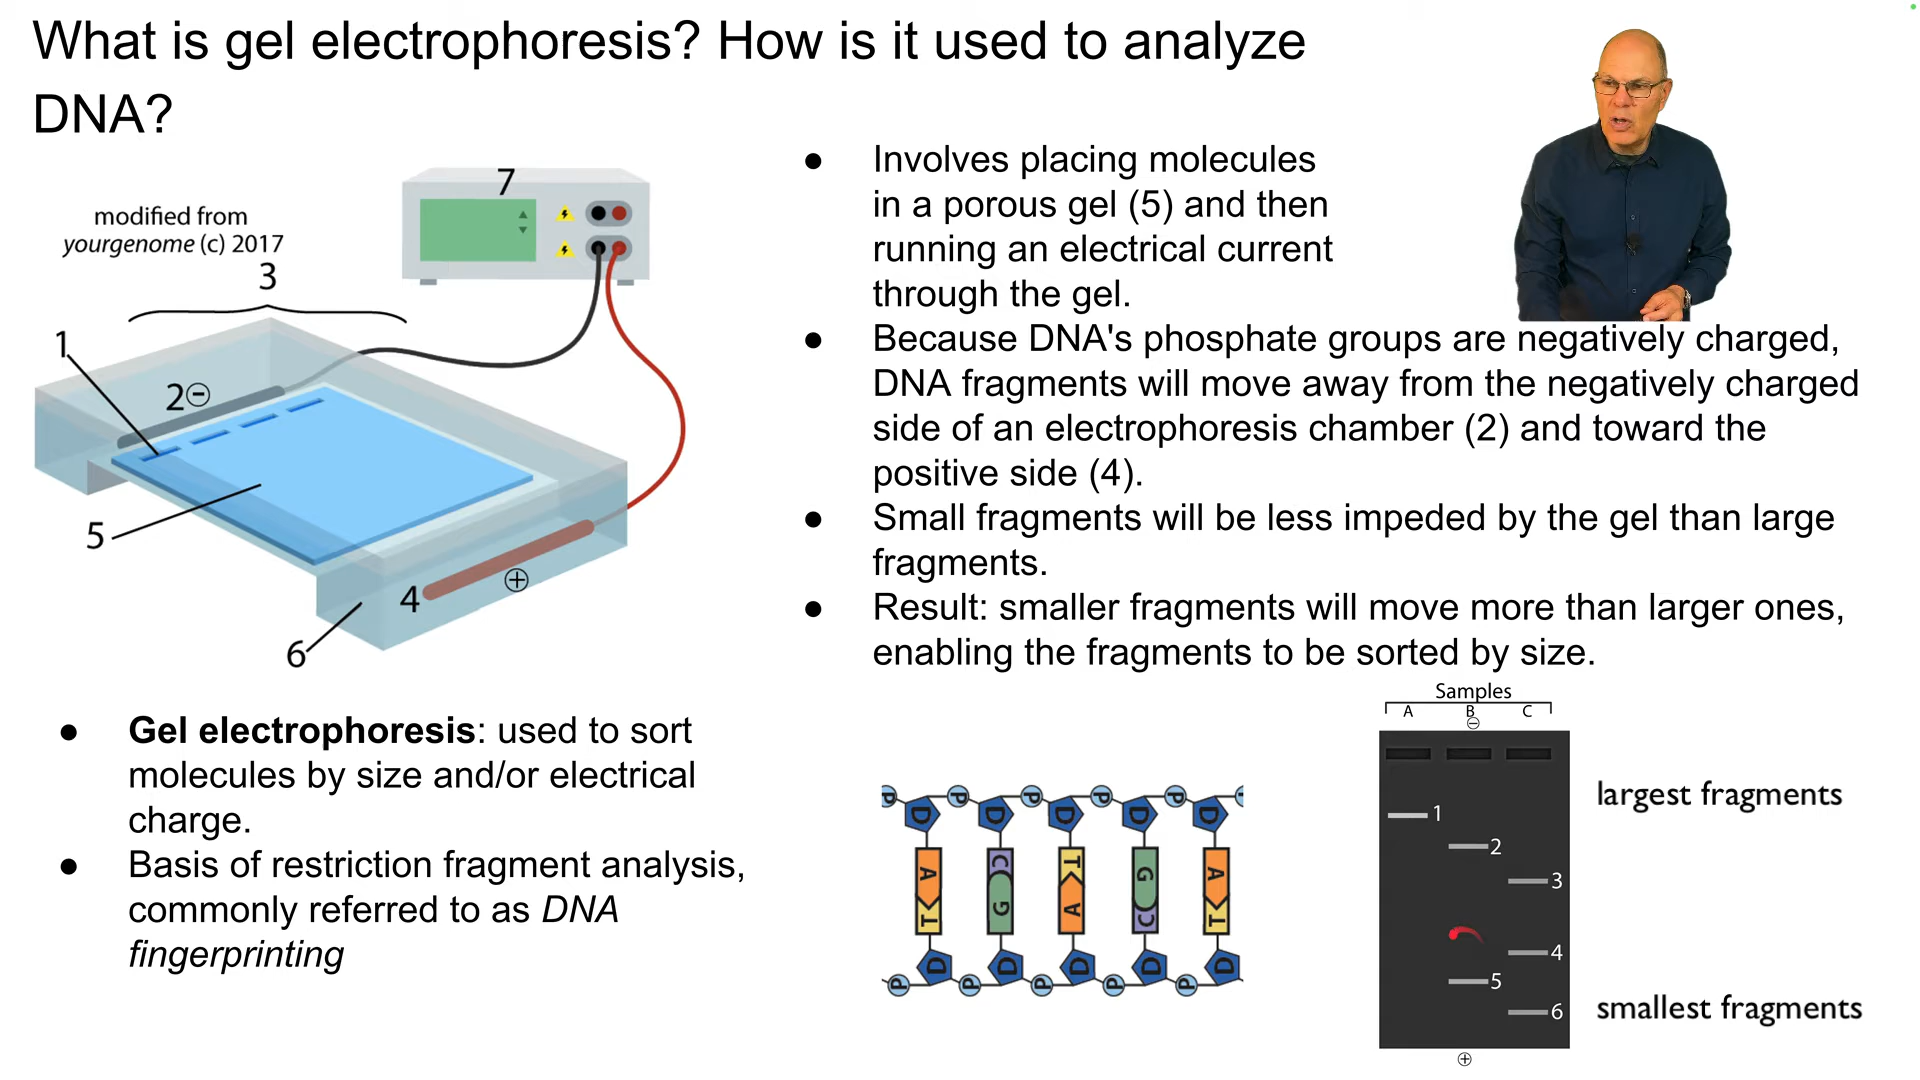 What is gel electrophoresis? How is it used to analyze
DNA?
modified from
yourgenome (c) 2017
7
3
1
2⊖
5
4
⊕
6
● Involves placing molecules
in a porous gel (5) and then
running an electrical current
through the gel.
● Because DNA's phosphate groups are negatively charged,
DNA fragments will move away from the negatively charged
side of an electrophoresis chamber (2) and toward the
positive side (4).
● Small fragments will be less impeded by the gel than large
fragments.
● Result: smaller fragments will move more than larger ones,
enabling the fragments to be sorted by size.
● Gel electrophoresis: used to sort
molecules by size and/or electrical
charge.
● Basis of restriction fragment analysis,
commonly referred to as DNA
fingerprinting
P P P P P P
D D D D D
A C T G A
T G A C T
D D D D D
P P P P P
Samples
A B C
⊖
1
2
3
4
5
6
⊕
largest fragments
smallest fragments